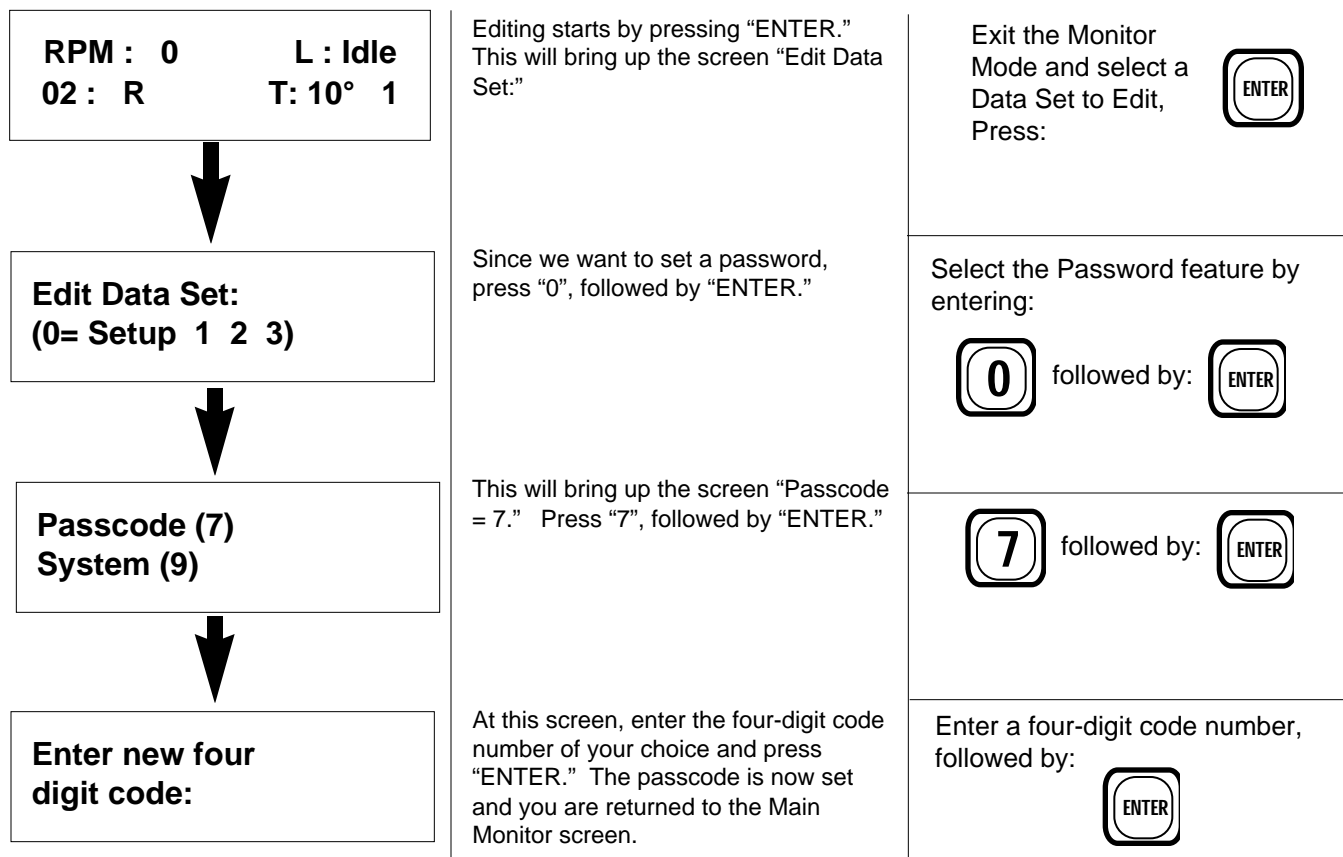 RPM :   0   L : Idle
02 :   R   T: 10°   1
Editing starts by pressing “ENTER.”
This will bring up the screen “Edit Data
Set:”
Exit the Monitor
Mode and select a
Data Set to Edit,
Press:
ENTER
Edit Data Set:
(0= Setup  1  2  3)
Since we want to set a password,
press “0”, followed by “ENTER.”
Select the Password feature by
entering:
0 followed by: ENTER
Passcode (7)
System (9)
This will bring up the screen “Passcode
= 7.”   Press “7”, followed by “ENTER.”
7 followed by: ENTER
Enter new four
digit code:
At this screen, enter the four-digit code
number of your choice and press
“ENTER.”  The passcode is now set
and you are returned to the Main
Monitor screen.
Enter a four-digit code number,
followed by:
ENTER